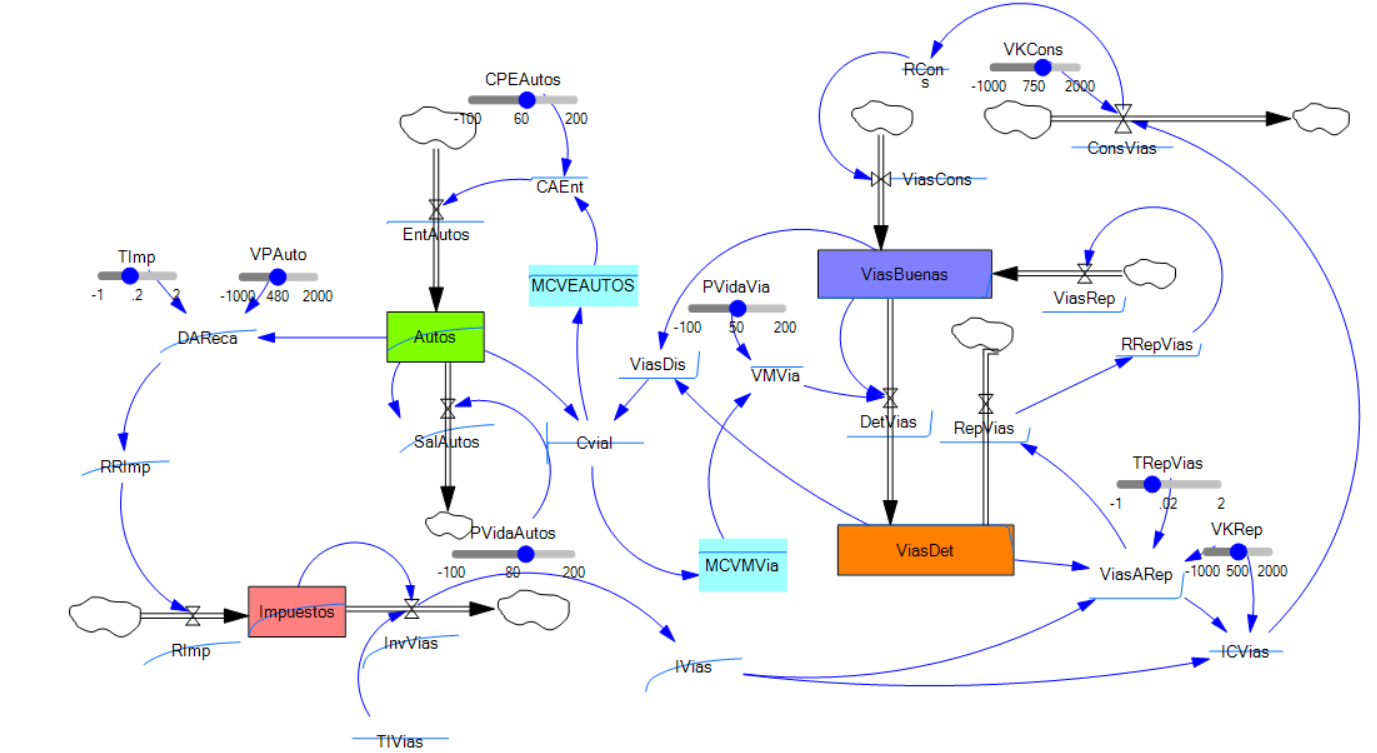 VKCons
-1000 750 2000
RCon
s
CPEAutos
-100 60 200
ConsVias
CAEnt
ViasCons
EntAutos
TImp
-1 .2 2
VPAuto
-1000 480 2000
MCVEAUTOS
ViasBuenas
ViasRep
PVidaVia
-100 50 200
DAReca
Autos
ViasDis
VMVia
RRepVias
SalAutos
Cvial
DetVias
RepVias
RRImp
TRepVias
-1 .02 2
PVidaAutos
-100 80 200
VKRep
-1000 500 2000
ViasDet
MCVMVia
ViasARep
Impuestos
RImp
InvVias
IVias
ICVias
TIVias